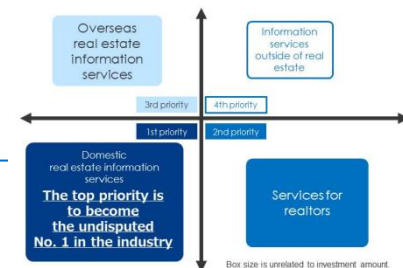 Overseas
real estate
information
services
Information
services
outside of real
estate
3rd priority
4th priority
1st priority
2nd priority
Domestic
real estate information
services
The top priority is
to become
the undisputed
No. 1 in the industry
Services for
realtors
Box size is unrelated to investment amount.